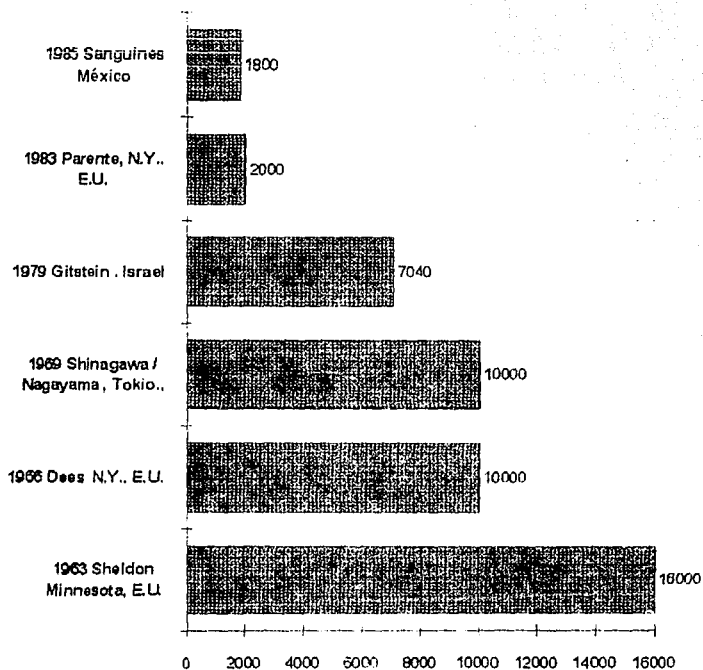 1985 Sanguines
México
1800
1983 Parente, N.Y..
E.U.
2000
1979 Gitstein . Israel
7040
1969 Shinagawa /
Nagayama , Tokio..
10000
1966 Dees N.Y.. E.U.
10000
1963 Sheldon
Minnesota, E.U.
16000
0 2000 4000 6000 8000 10000 12000 14000 16000